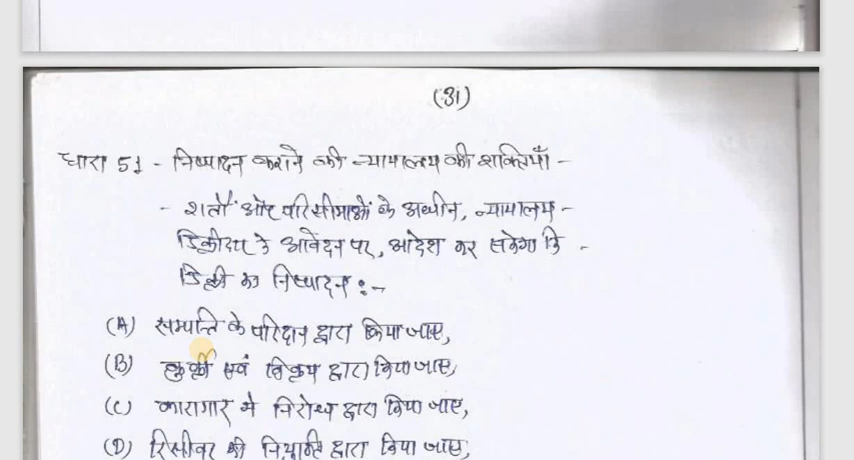 (31)
धारा 51 - निष्पादन कराने की न्यायालय की शक्तियाँ -
- शर्तों और परिसीमाओं के अधीन, न्यायालय -
डिक्रीदार के आवेदन पर, आदेश कर सकेगा कि -
डिक्री का निष्पादन :-
(A) सम्पत्ति के परिदान द्वारा किया जाए,
(B) कुर्की एवं विक्रय द्वारा किया जाए,
(C) कारागार में निरोध द्वारा किया जाए,
(D) रिसीवर की नियुक्ति द्वारा किया जाए,